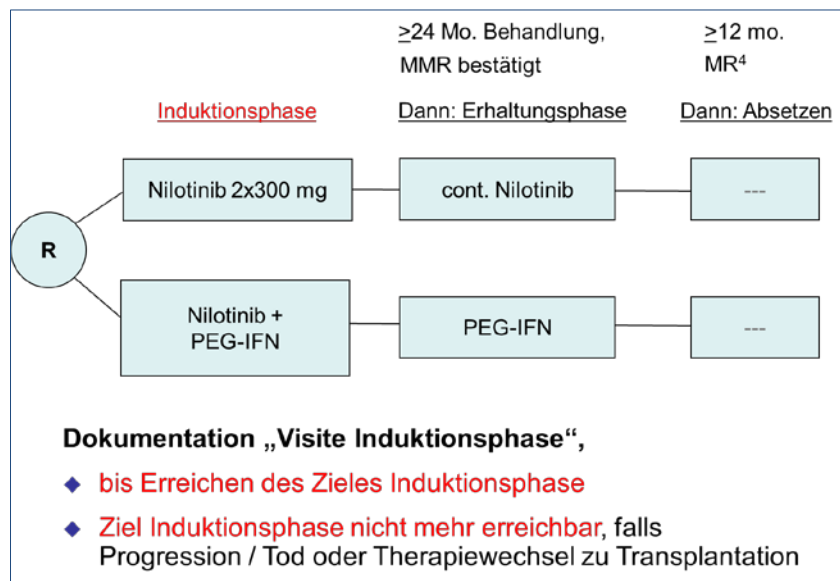 ≥24 Mo. Behandlung,
MMR bestätigt
≥12 mo.
MR⁴
Induktionsphase
Dann: Erhaltungsphase
Dann: Absetzen
Nilotinib 2x300 mg
cont. Nilotinib
---
R
Nilotinib +
PEG-IFN
PEG-IFN
---
Dokumentation „Visite Induktionsphase“,
bis Erreichen des Zieles Induktionsphase
Ziel Induktionsphase nicht mehr erreichbar, falls
Progression / Tod oder Therapiewechsel zu Transplantation